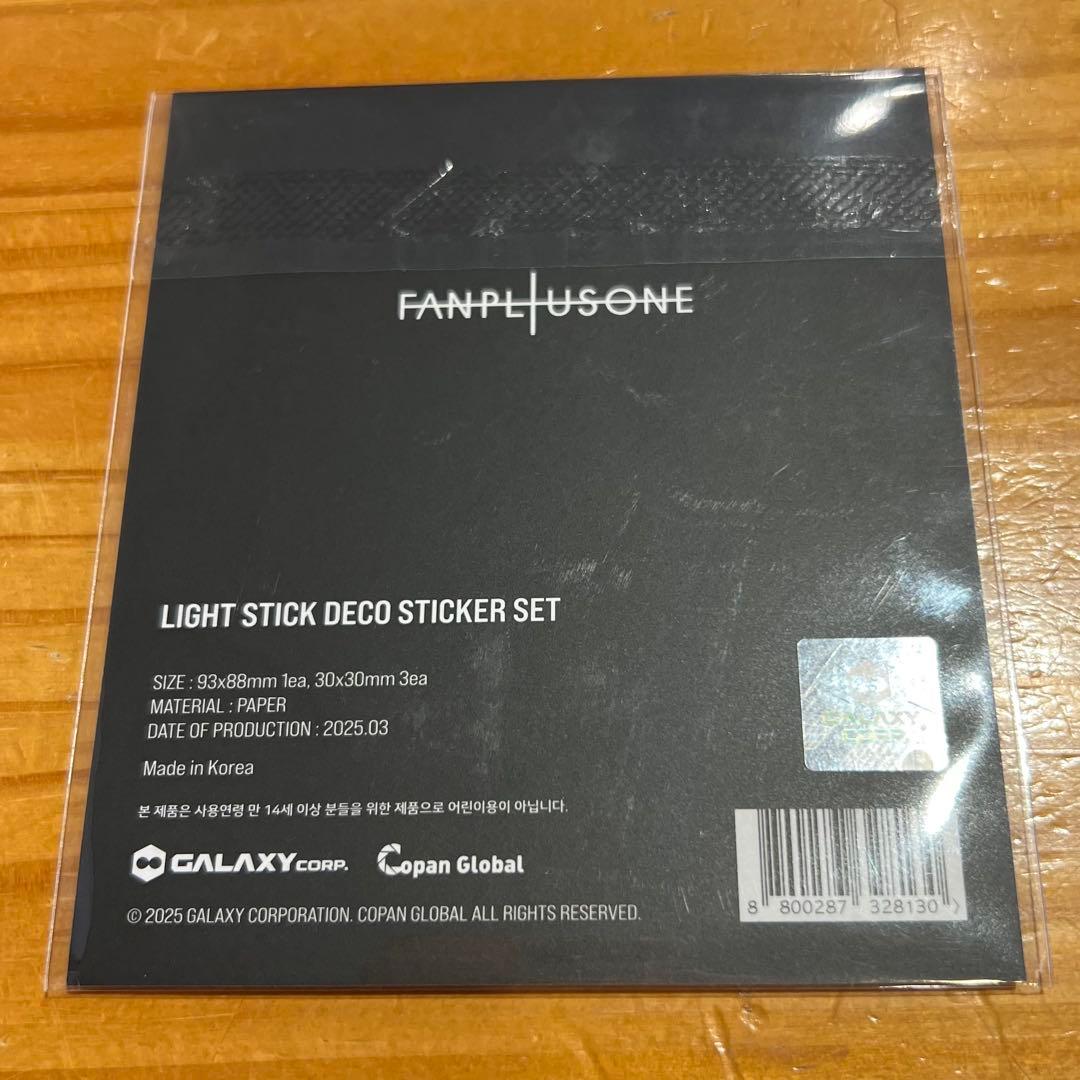 FANPLUSONE
LIGHT STICK DECO STICKER SET
SIZE : 93x88mm 1ea, 30x30mm 3ea
MATERIAL : PAPER
DATE OF PRODUCTION : 2025.03
Made in Korea
본 제품은 사용연령 만 14세 이상 분들을 위한 제품으로 어린이용이 아닙니다.
GALAXY CORP.
GALAXYCORP.
Copan Global
8 800287 328130 >
© 2025 GALAXY CORPORATION. COPAN GLOBAL ALL RIGHTS RESERVED.